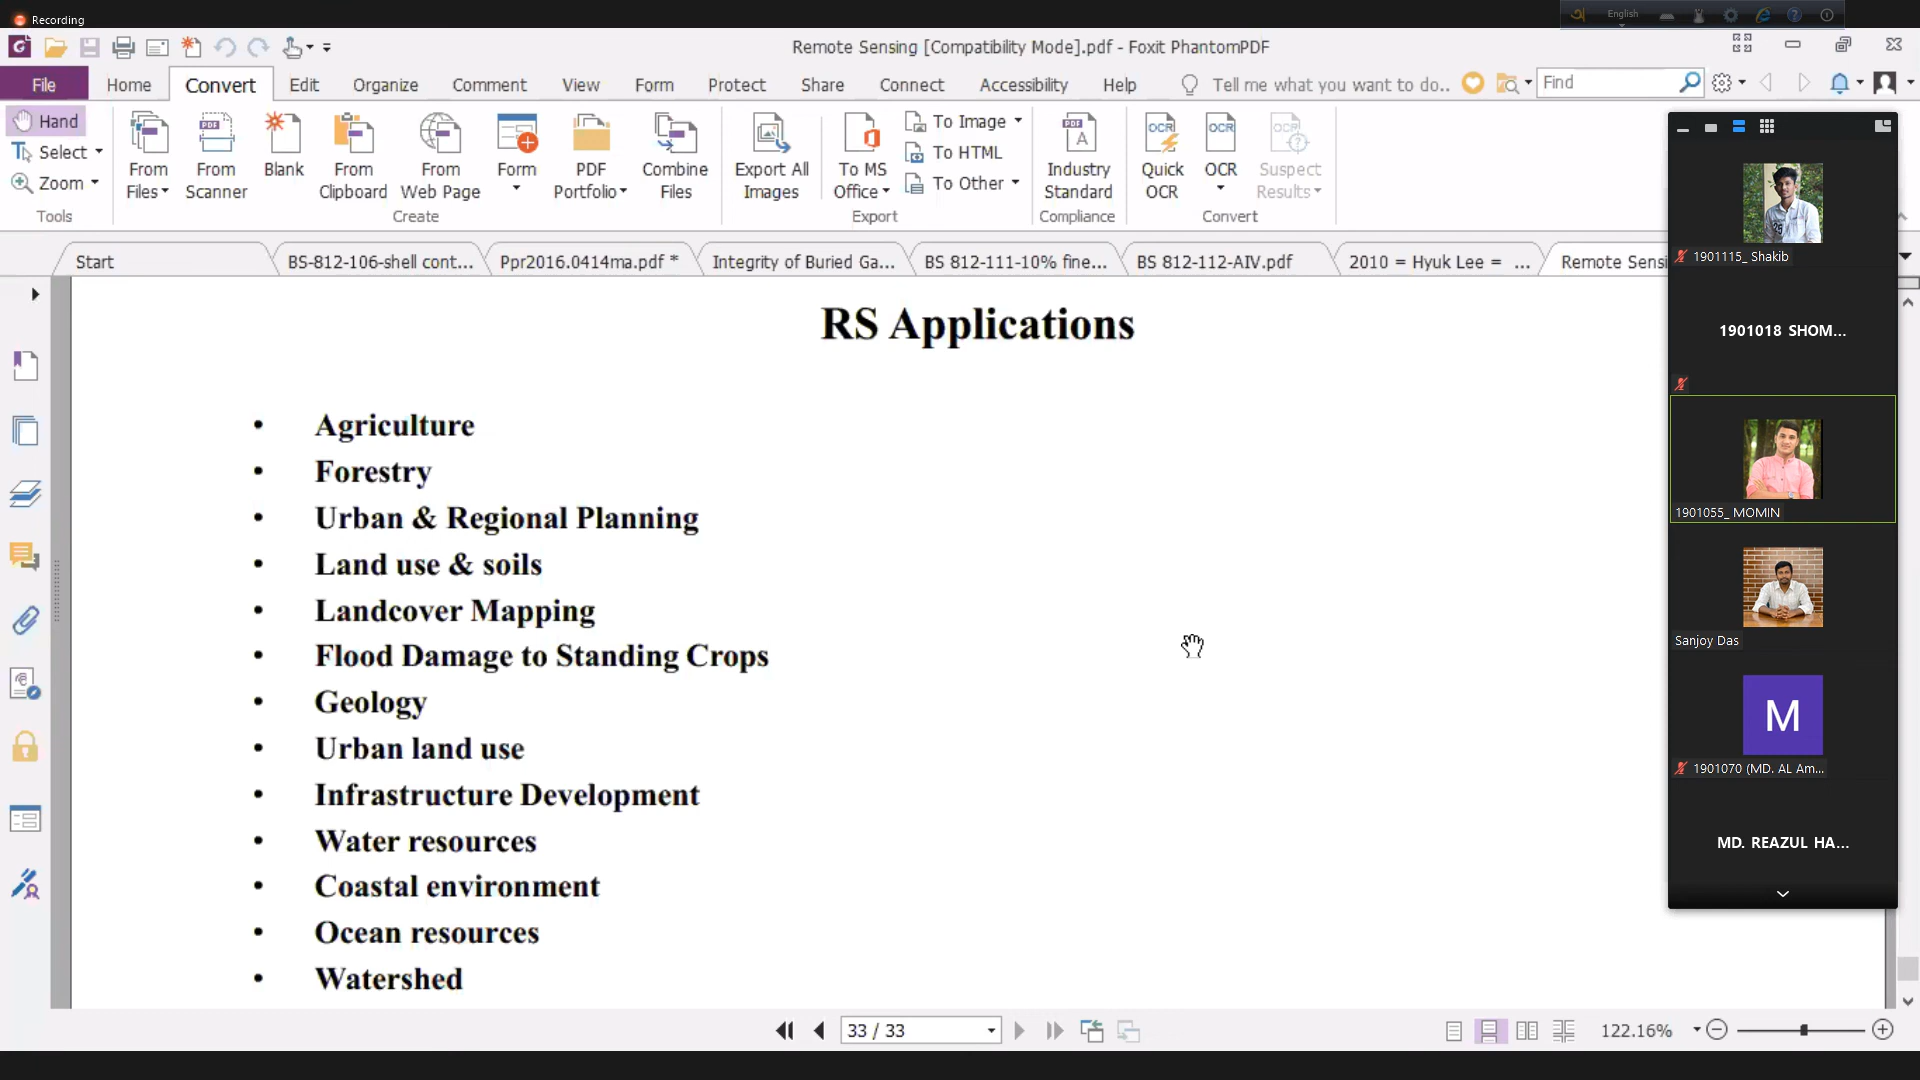 Recording
English
Remote Sensing [Compatibility Mode].pdf - Foxit PhantomPDF
File Home Convert Edit Organize Comment View Form Protect Share Connect Accessibility Help Tell me what you want to do.. Find
Hand
Select
Zoom
Tools
From Files
From Scanner
Blank
From Clipboard
From Web Page
Form
PDF Portfolio
Combine Files
Create
Export All Images
To MS Office
To Image
To HTML
To Other
Export
Industry Standard
Compliance
Quick OCR
OCR
Suspect Results
Convert
Start BS-812-106-shell cont... Ppr2016.0414ma.pdf * Integrity of Buried Ga... BS 812-111-10% fine... BS 812-112-AIV.pdf 2010 = Hyuk Lee = ... Remote Sensi
RS Applications
• Agriculture
• Forestry
• Urban & Regional Planning
• Land use & soils
• Landcover Mapping
• Flood Damage to Standing Crops
• Geology
• Urban land use
• Infrastructure Development
• Water resources
• Coastal environment
• Ocean resources
• Watershed
1901115_ Shakib
1901018 SHOM...
1901055_ MOMIN
Sanjoy Das
M
1901070 (MD. AL Am...
MD. REAZUL HA...
33 / 33
122.16%